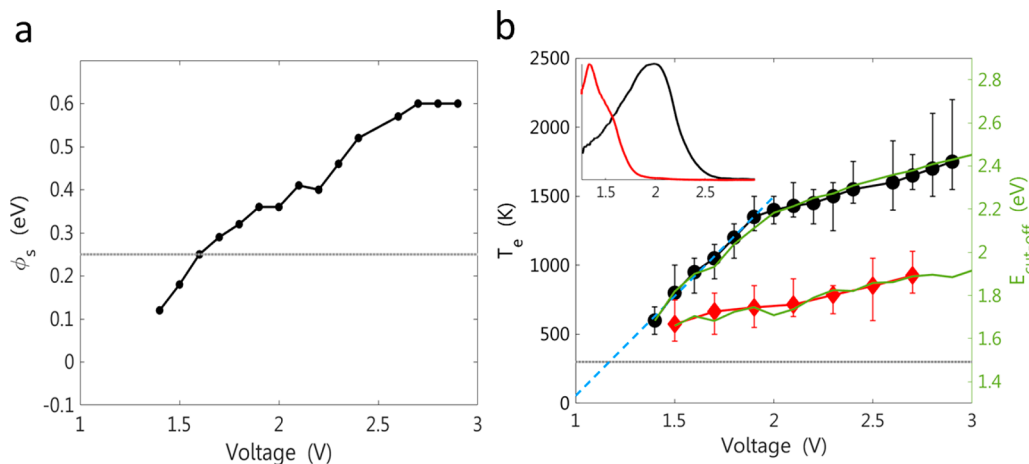 a
0.6
0.5
0.4
0.3
0.2
0.1
0
-0.1
ϕs (eV)
1 1.5 2 2.5 3
Voltage (V)
b
2500
2000
1500
1000
500
0
Te (K)
1.5 2 2.5
2.8
2.6
2.4
2.2
2
1.8
1.6
1.4
Ecut off (eV)
1 1.5 2 2.5 3
Voltage (V)